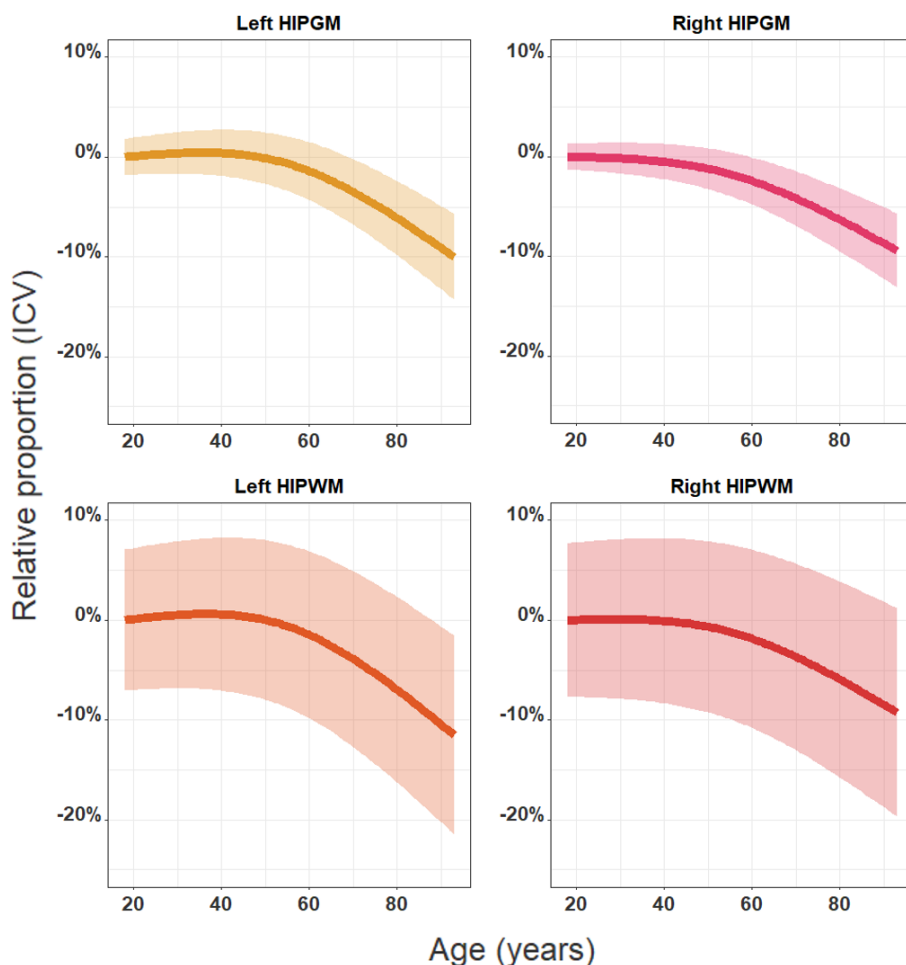 Left HIPGM
Right HIPGM
10%
0%
-10%
-20%
20 40 60 80
10%
0%
-10%
-20%
20 40 60 80
Left HIPWM
Right HIPWM
10%
0%
-10%
-20%
20 40 60 80
10%
0%
-10%
-20%
20 40 60 80
Relative proportion (ICV)
Age (years)